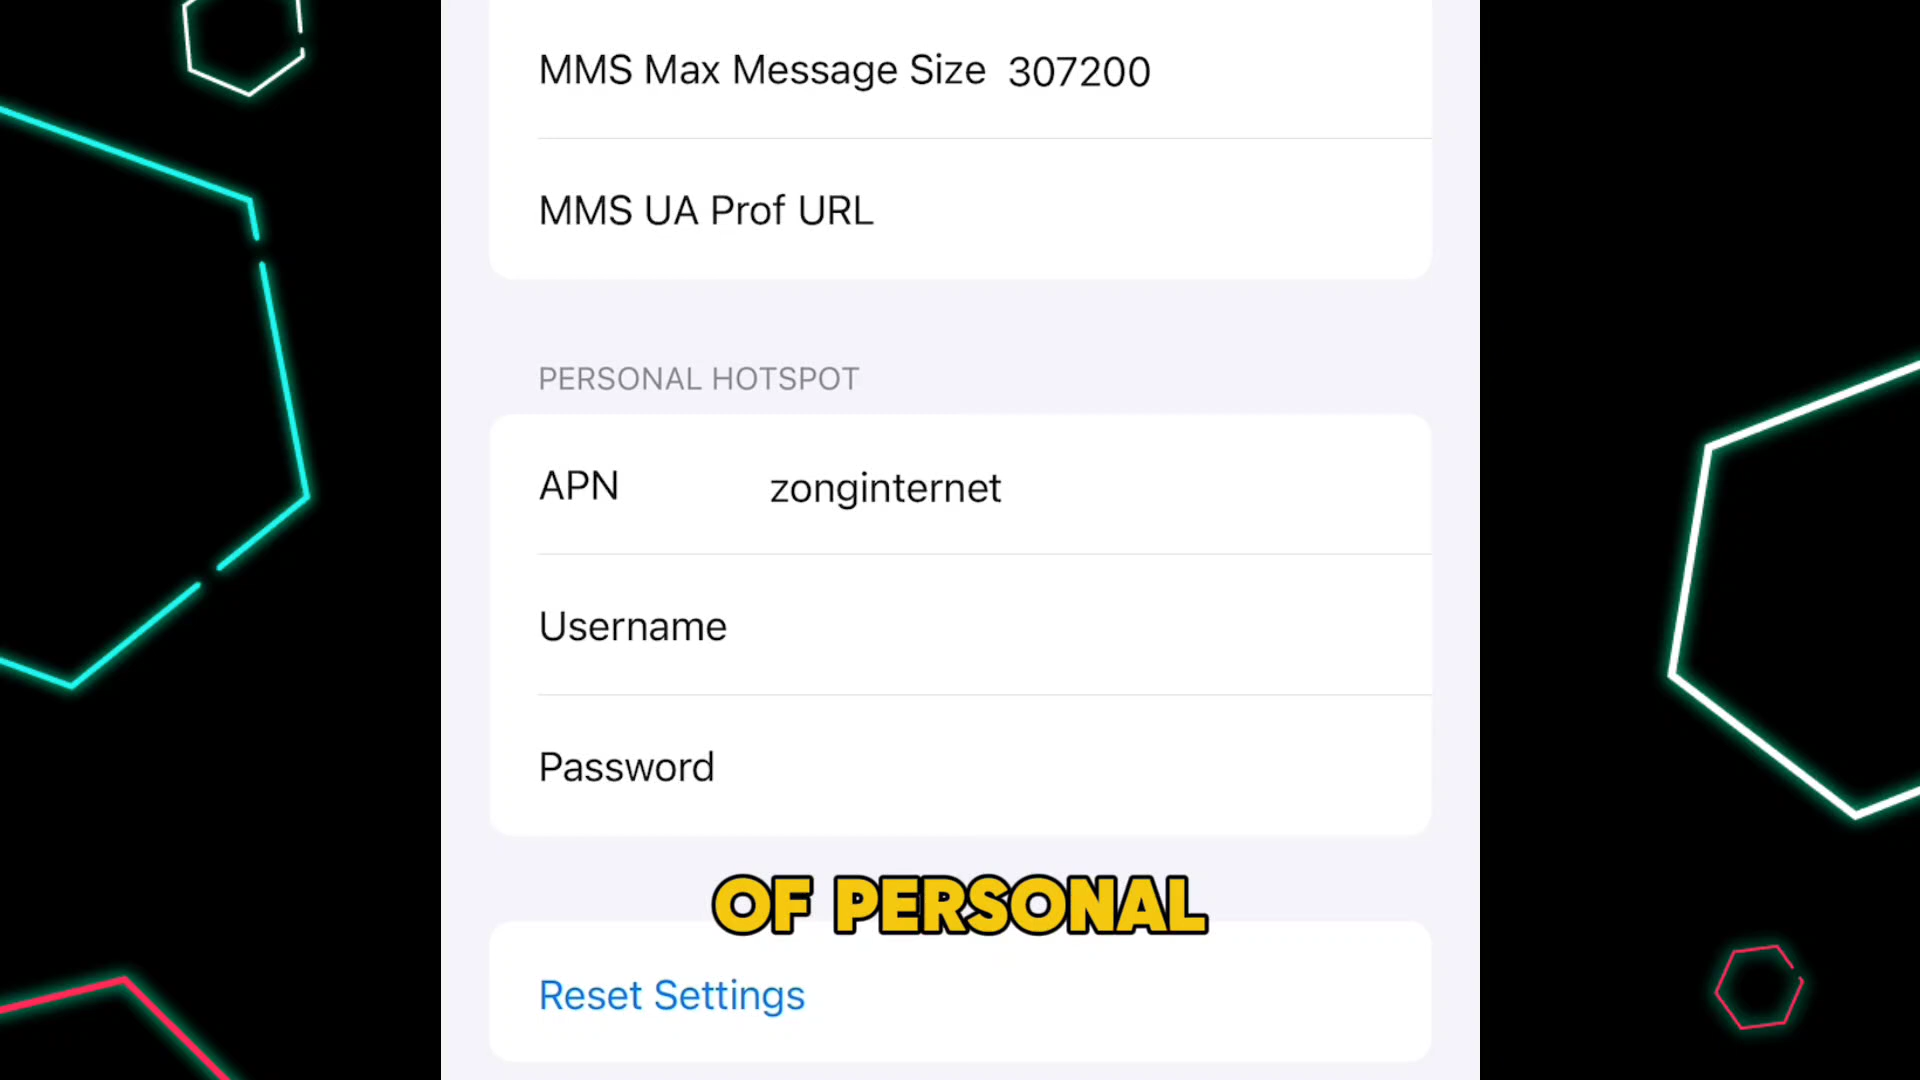 MMS Max Message Size 307200
MMS UA Prof URL
PERSONAL HOTSPOT
APN zonginternet
Username
Password
OF PERSONAL
Reset Settings